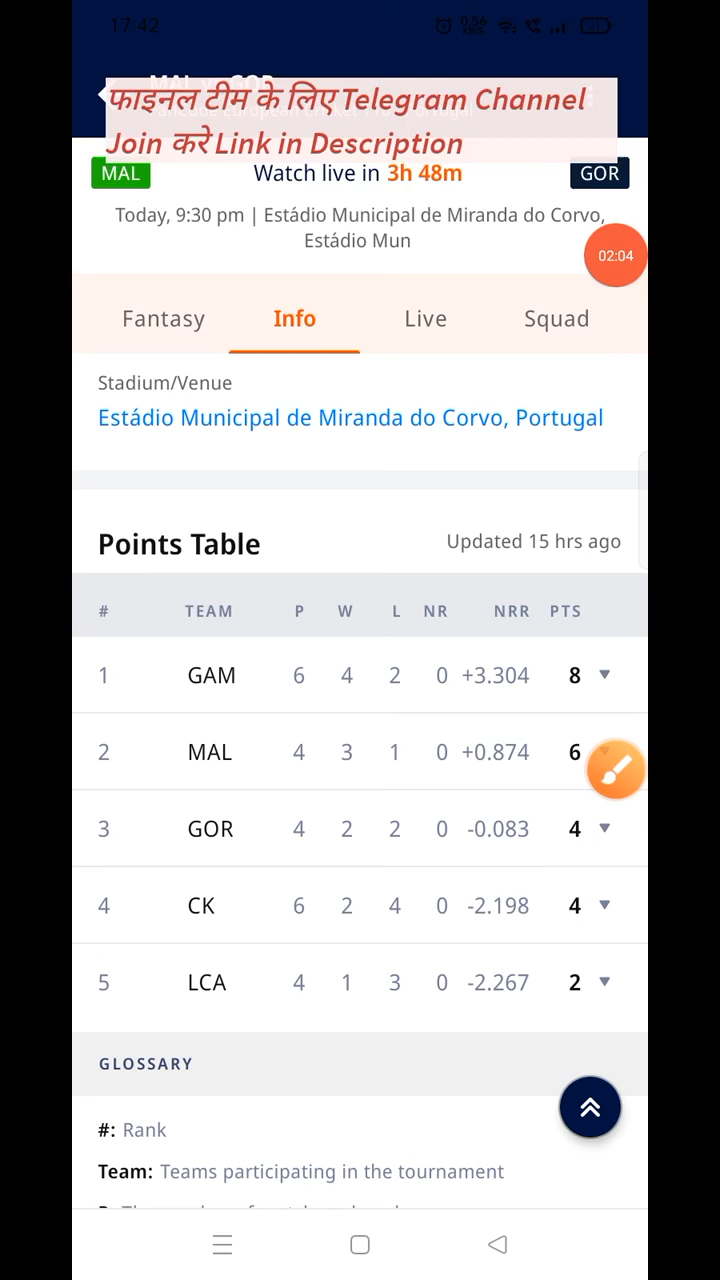 17:42
0.56
KB/S
फाइनल टीम के लिए Telegram Channel
Join करे Link in Description
MAL
Watch live in 3h 48m
GOR
Today, 9:30 pm | Estádio Municipal de Miranda do Corvo,
Estádio Mun
02:04
Fantasy Info Live Squad
Stadium/Venue
Estádio Municipal de Miranda do Corvo, Portugal
Points Table
Updated 15 hrs ago
# TEAM P W L NR NRR PTS
1 GAM 6 4 2 0 +3.304 8
2 MAL 4 3 1 0 +0.874 6
3 GOR 4 2 2 0 -0.083 4
4 CK 6 2 4 0 -2.198 4
5 LCA 4 1 3 0 -2.267 2
GLOSSARY
#: Rank
Team: Teams participating in the tournament